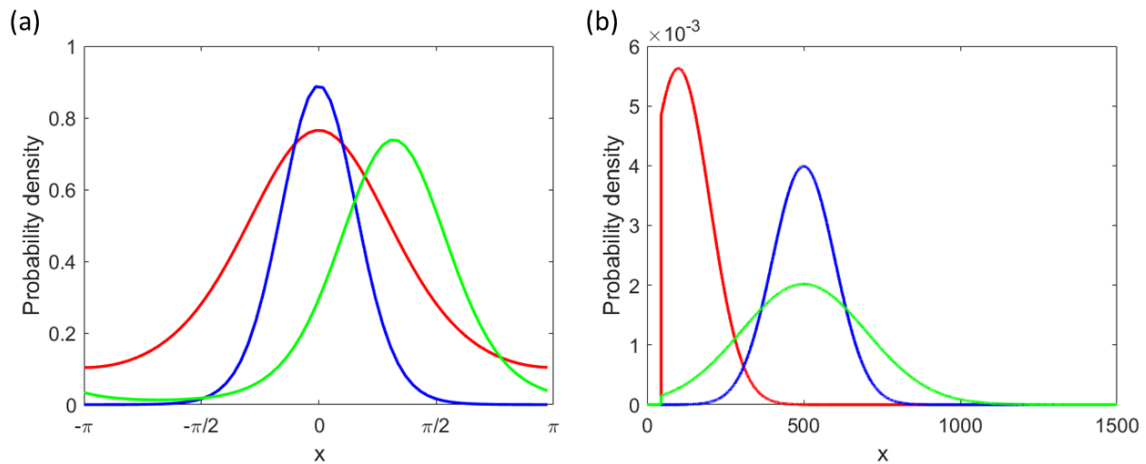 (a)
Probability density
1
0.8
0.6
0.4
0.2
0
-π
-π/2
0
π/2
π
x
(b)
×10⁻³
Probability density
6
5
4
3
2
1
0
0
500
1000
1500
x